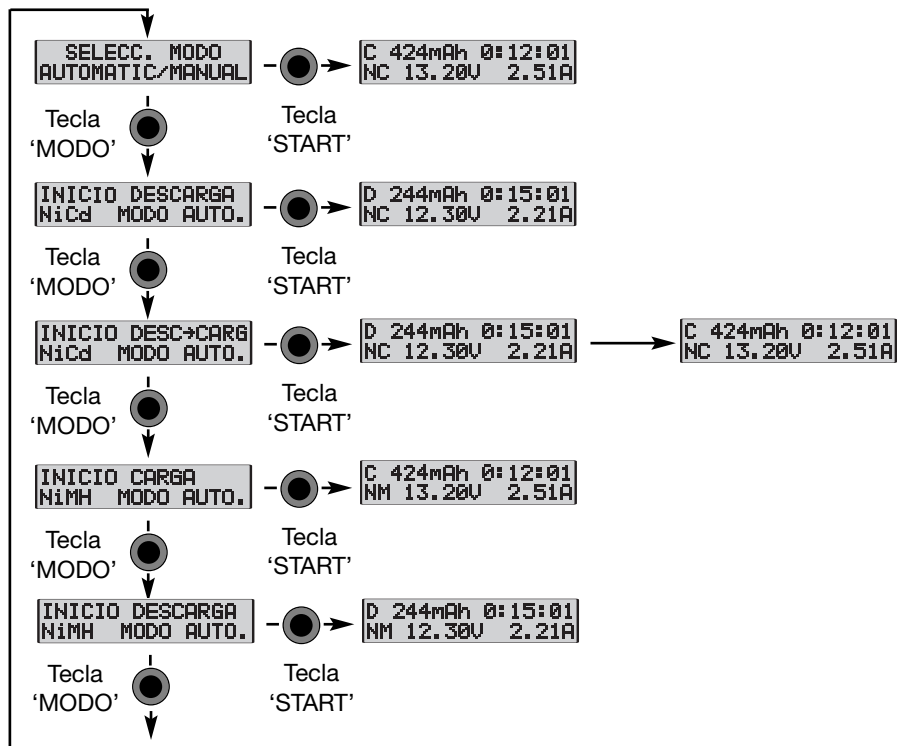 SELECC. MODO
AUTOMATIC/MANUAL
C 424mAh 0:12:01
NC 13.20V 2.51A
Tecla
‘MODO’
Tecla
‘START’
INICIO DESCARGA
NiCd MODO AUTO.
D 244mAh 0:15:01
NC 12.30V 2.21A
Tecla
‘MODO’
Tecla
‘START’
INICIO DESC→CARG
NiCd MODO AUTO.
D 244mAh 0:15:01
NC 12.30V 2.21A
C 424mAh 0:12:01
NC 13.20V 2.51A
Tecla
‘MODO’
Tecla
‘START’
INICIO CARGA
NiMH MODO AUTO.
C 424mAh 0:12:01
NM 13.20V 2.51A
Tecla
‘MODO’
Tecla
‘START’
INICIO DESCARGA
NiMH MODO AUTO.
D 244mAh 0:15:01
NM 12.30V 2.21A
Tecla
‘MODO’
Tecla
‘START’